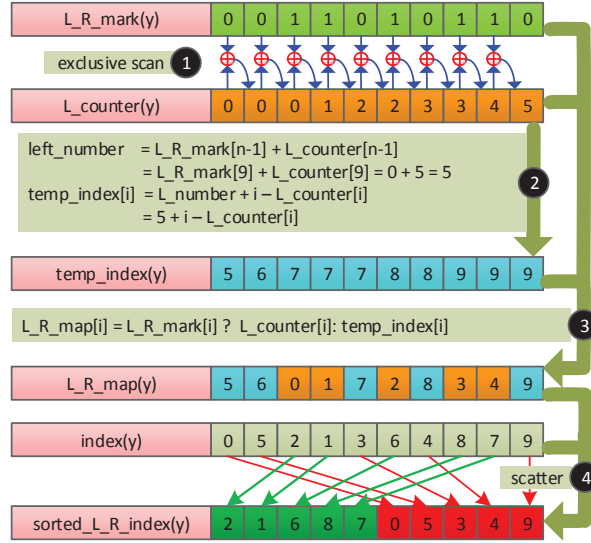 L_R_mark(y) 0 0 1 1 0 1 0 1 1 0
exclusive scan 1
L_counter(y) 0 0 0 1 2 2 3 3 4 5
left_number = L_R_mark[n-1] + L_counter[n-1]
= L_R_mark[9] + L_counter[9] = 0 + 5 = 5
2
temp_index[i] = L_number + i – L_counter[i]
= 5 + i – L_counter[i]
temp_index(y) 5 6 7 7 7 8 8 9 9 9
L_R_map[i] = L_R_mark[i] ? L_counter[i]: temp_index[i] 3
L_R_map(y) 5 6 0 1 7 2 8 3 4 9
index(y) 0 5 2 1 3 6 4 8 7 9
scatter 4
sorted_L_R_index(y) 2 1 6 8 7 0 5 3 4 9